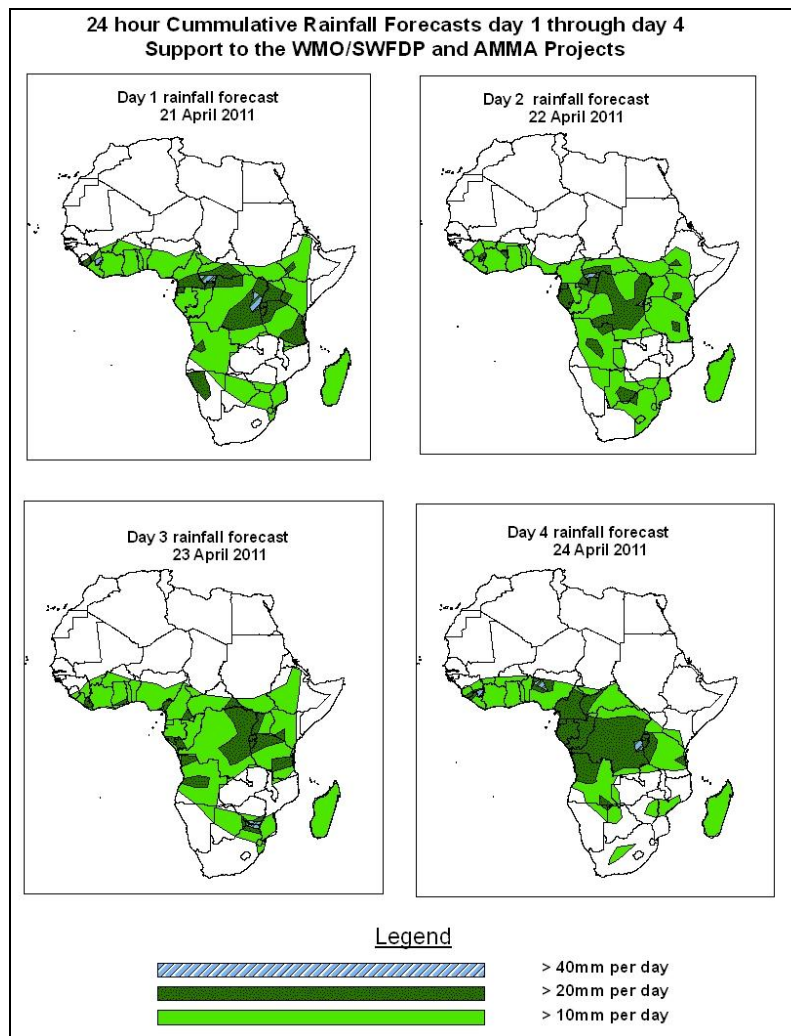 24 hour Cummulative Rainfall Forecasts day 1 through day 4
Support to the WMO/SWFDP and AMMA Projects
Day 1 rainfall forecast
21 April 2011
Day 2 rainfall forecast
22 April 2011
Day 3 rainfall forecast
23 April 2011
Day 4 rainfall forecast
24 April 2011
Legend
> 40mm per day
> 20mm per day
> 10mm per day